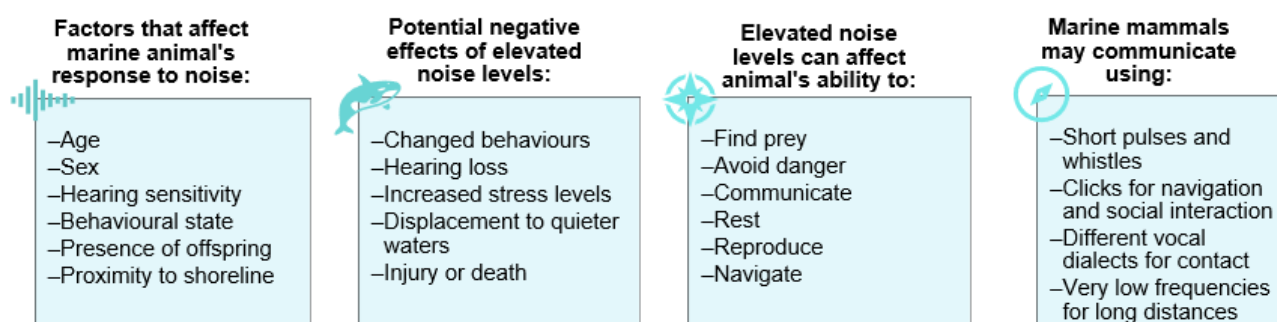 Factors that affect
marine animal's
response to noise:
–Age
–Sex
–Hearing sensitivity
–Behavioural state
–Presence of offspring
–Proximity to shoreline
Potential negative
effects of elevated
noise levels:
–Changed behaviours
–Hearing loss
–Increased stress levels
–Displacement to quieter
waters
–Injury or death
Elevated noise
levels can affect
animal's ability to:
–Find prey
–Avoid danger
–Communicate
–Rest
–Reproduce
–Navigate
Marine mammals
may communicate
using:
–Short pulses and
whistles
–Clicks for navigation
and social interaction
–Different vocal
dialects for contact
–Very low frequencies
for long distances